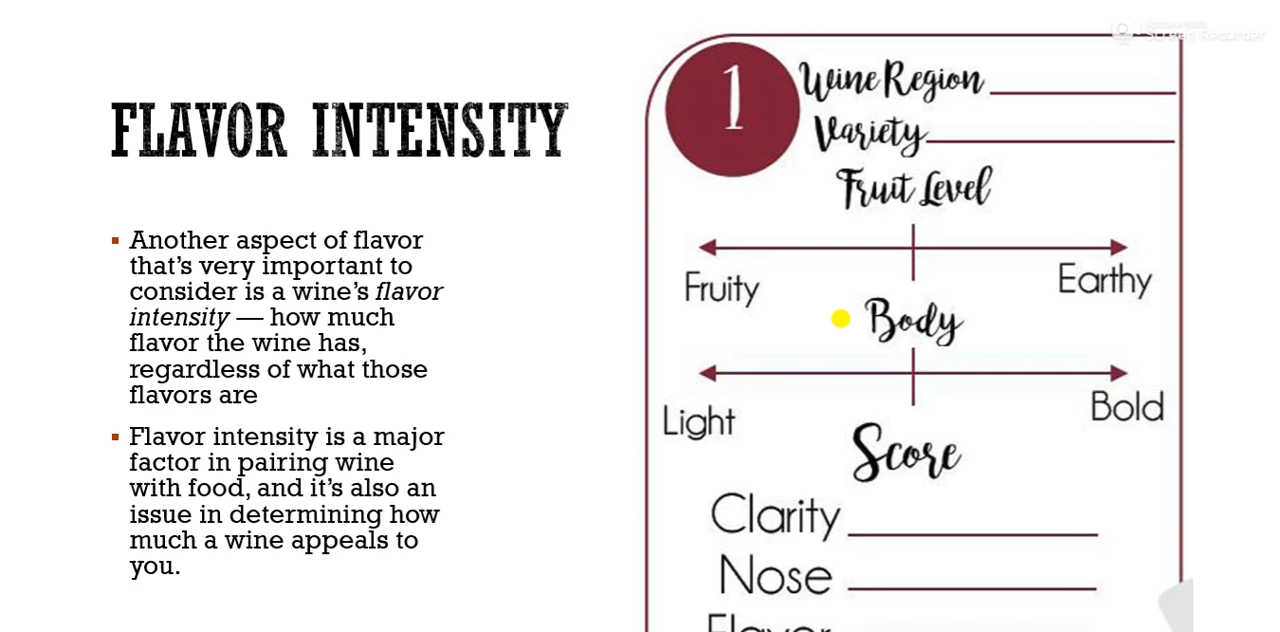 FLAVOR INTENSITY
Another aspect of flavor
that's very important to
consider is a wine's flavor
intensity — how much
flavor the wine has,
regardless of what those
flavors are
Flavor intensity is a major
factor in pairing wine
with food, and it's also an
issue in determining how
much a wine appeals to
you.
Screen Recorder
1
Wine Region
Variety
Fruit Level
Fruity
Earthy
Body
Light
Bold
Score
Clarity
Nose
Flavor